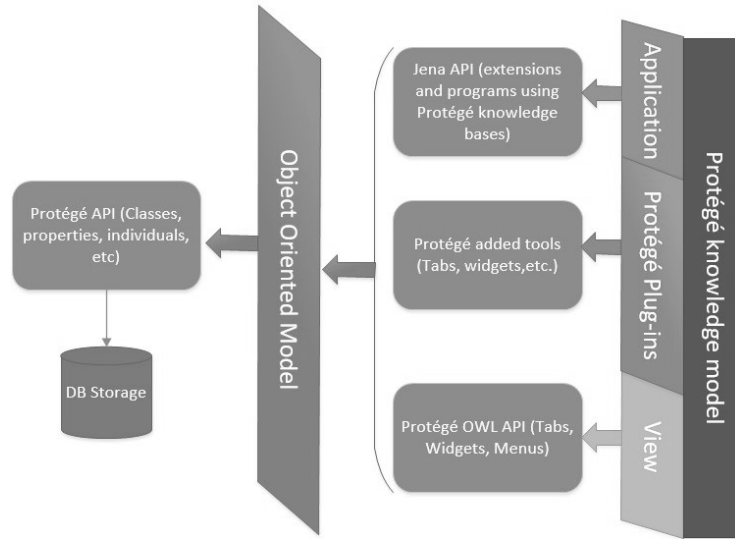 Jena API (extensions
and programs using
Protégé knowledge
bases)
Application
Protégé knowledge model
Object Oriented Model
Protégé API (Classes,
properties, individuals,
etc)
Protégé added tools
(Tabs, widgets,etc.)
Protégé Plug-ins
DB Storage
Protégé OWL API (Tabs,
Widgets, Menus)
View